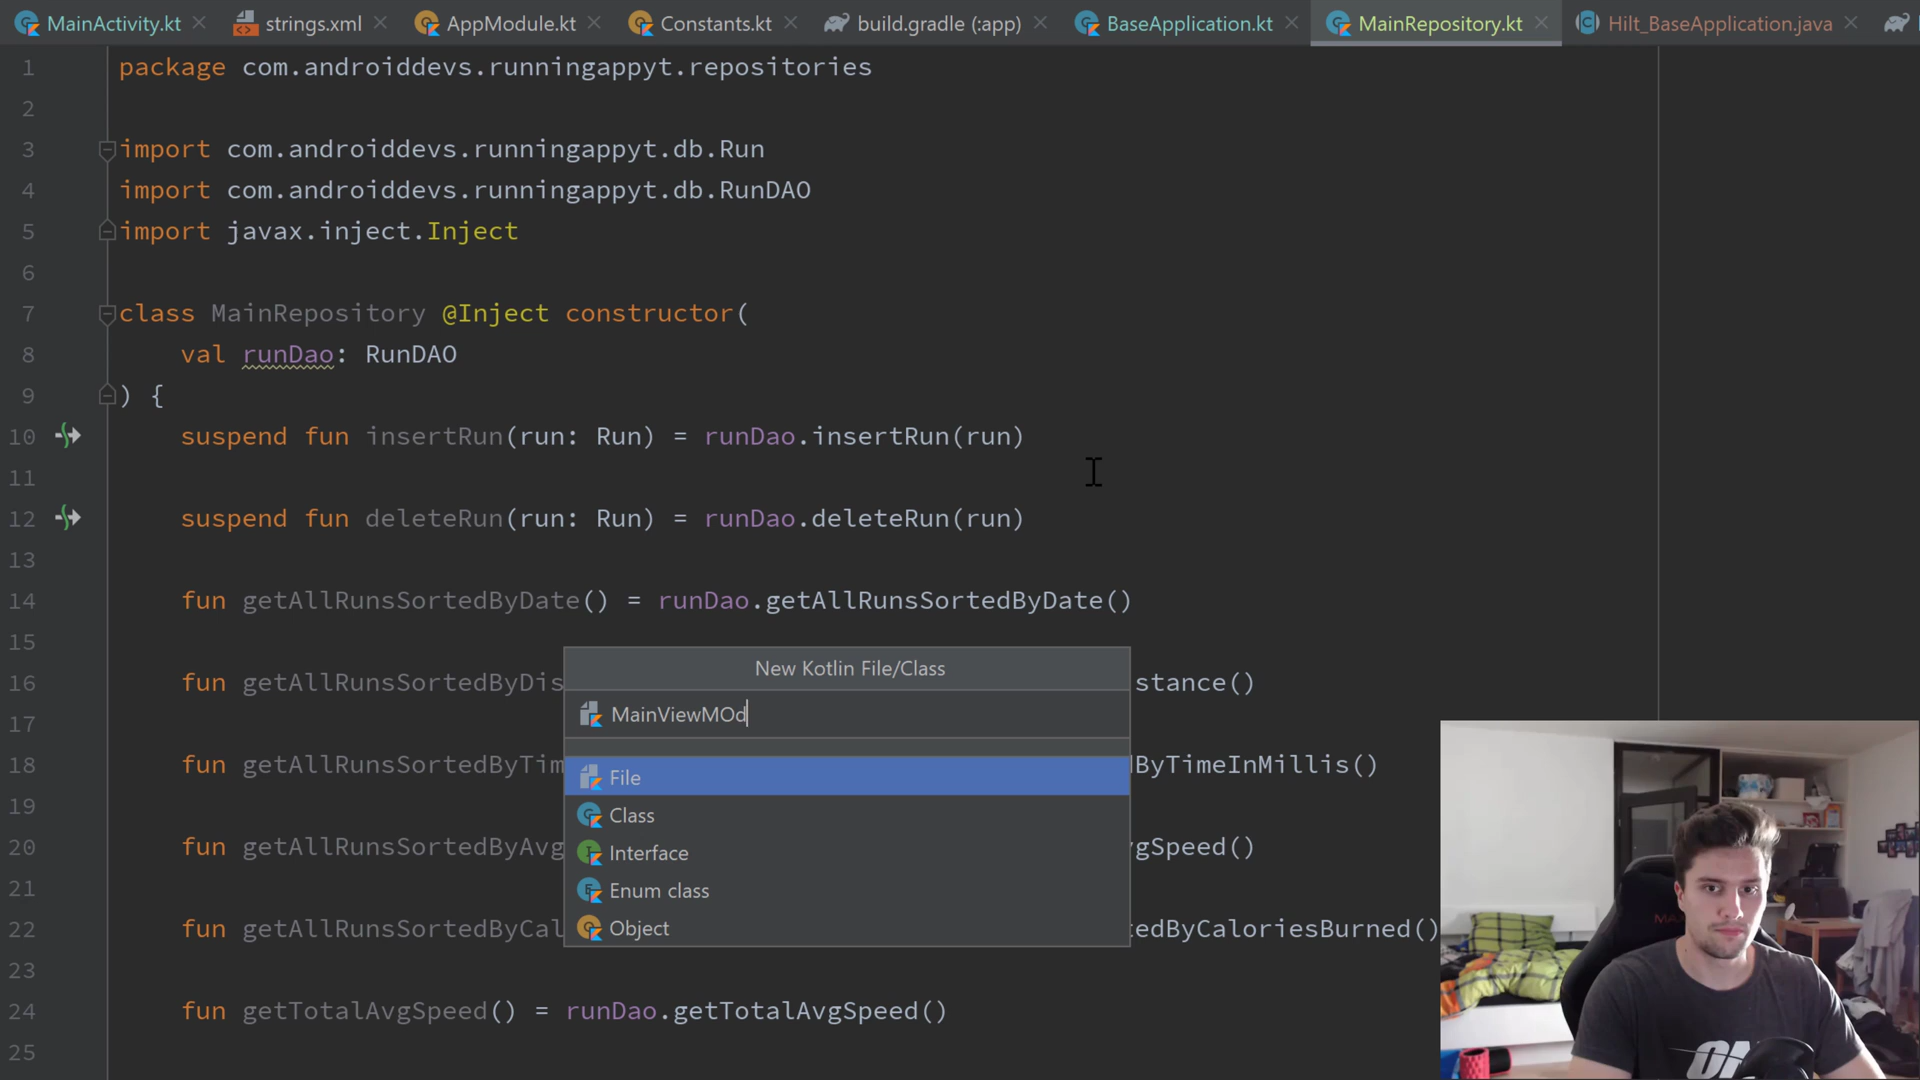 MainActivity.kt strings.xml AppModule.kt Constants.kt build.gradle (:app) BaseApplication.kt MainRepository.kt Hilt_BaseApplication.java
1 package com.androiddevs.runningappyt.repositories
2
3 import com.androiddevs.runningappyt.db.Run
4 import com.androiddevs.runningappyt.db.RunDAO
5 import javax.inject.Inject
6
7 class MainRepository @Inject constructor(
8 val runDao: RunDAO
9 ) {
10 suspend fun insertRun(run: Run) = runDao.insertRun(run)
11
12 suspend fun deleteRun(run: Run) = runDao.deleteRun(run)
13
14 fun getAllRunsSortedByDate() = runDao.getAllRunsSortedByDate()
15
New Kotlin File/Class
16 fun getAllRunsSortedByDis stance()
MainViewMOd
17
18 fun getAllRunsSortedByTim ByTimeInMillis()
File
19
Class
20 fun getAllRunsSortedByAvg gSpeed()
Interface
21
Enum class
22 fun getAllRunsSortedByCal edByCaloriesBurned()
Object
23
24 fun getTotalAvgSpeed() = runDao.getTotalAvgSpeed()
25